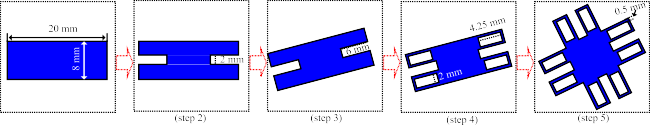 20 mm
8 mm
2 mm
6 mm
4.25 mm
2 mm
0.5 mm
(step 2)
(step 3)
(step 4)
(step 5)